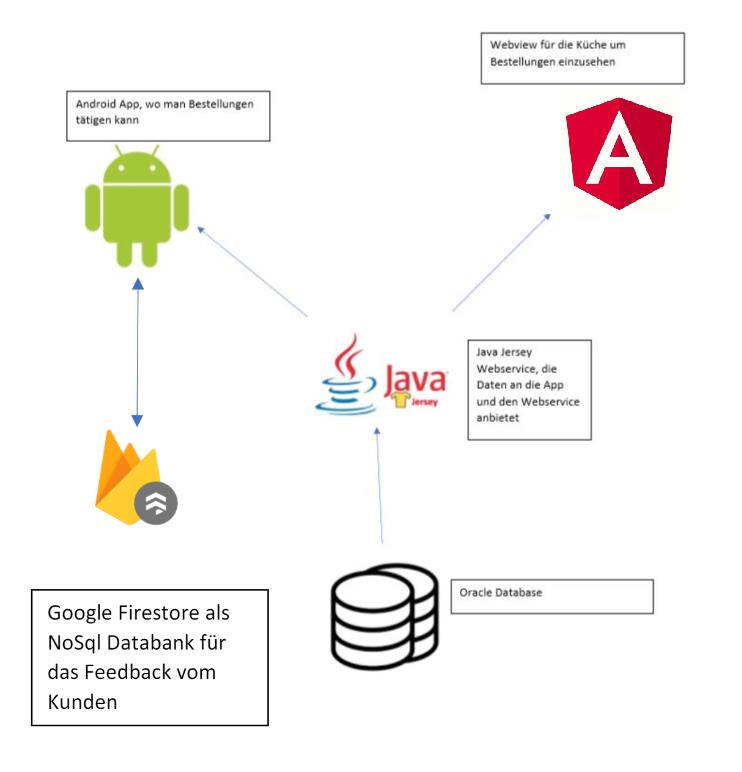 Webview für die Küche um
Bestellungen einzusehen
Android App, wo man Bestellungen
tätigen kann
Java
Jersey
Java Jersey
Webservice, die
Daten an die App
und den Webservice
anbietet
Oracle Database
Google Firestore als
NoSql Databank für
das Feedback vom
Kunden